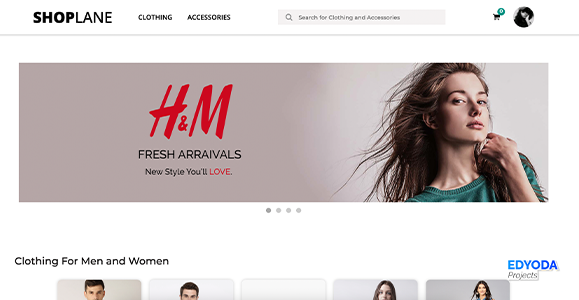 SHOPLANE CLOTHING ACCESSORIES Search for Clothing and Accessories 0
H&M
FRESH ARRAIVALS
New Style You'll LOVE.
Clothing For Men and Women
EDYODA
Projects